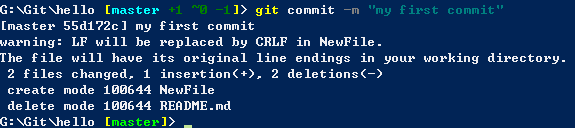 G:\Git\hello [master +1 ~0 -1]> git commit -m "my first commit"
[master 55d172c] my first commit
warning: LF will be replaced by CRLF in NewFile.
The file will have its original line endings in your working directory.
 2 files changed, 1 insertion(+), 2 deletions(-)
 create mode 100644 NewFile
 delete mode 100644 README.md
G:\Git\hello [master]>